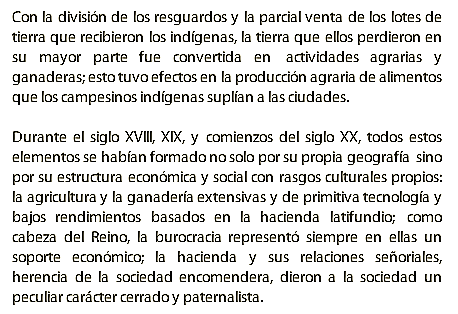 Con la división de los resguardos y la parcial venta de los lotes de
tierra que recibieron los indígenas, la tierra que ellos perdieron en
su mayor parte fue convertida en actividades agrarias y
ganaderas; esto tuvo efectos en la producción agraria de alimentos
que los campesinos indígenas suplían a las ciudades.

Durante el siglo XVIII, XIX, y comienzos del siglo XX, todos estos
elementos se habían formado no solo por su propia geografía sino
por su estructura económica y social con rasgos culturales propios:
la agricultura y la ganadería extensivas y de primitiva tecnología y
bajos rendimientos basados en la hacienda latifundio; como
cabeza del Reino, la burocracia representó siempre en ellas un
soporte económico; la hacienda y sus relaciones señoriales,
herencia de la sociedad encomendera, dieron a la sociedad un
peculiar carácter cerrado y paternalista.